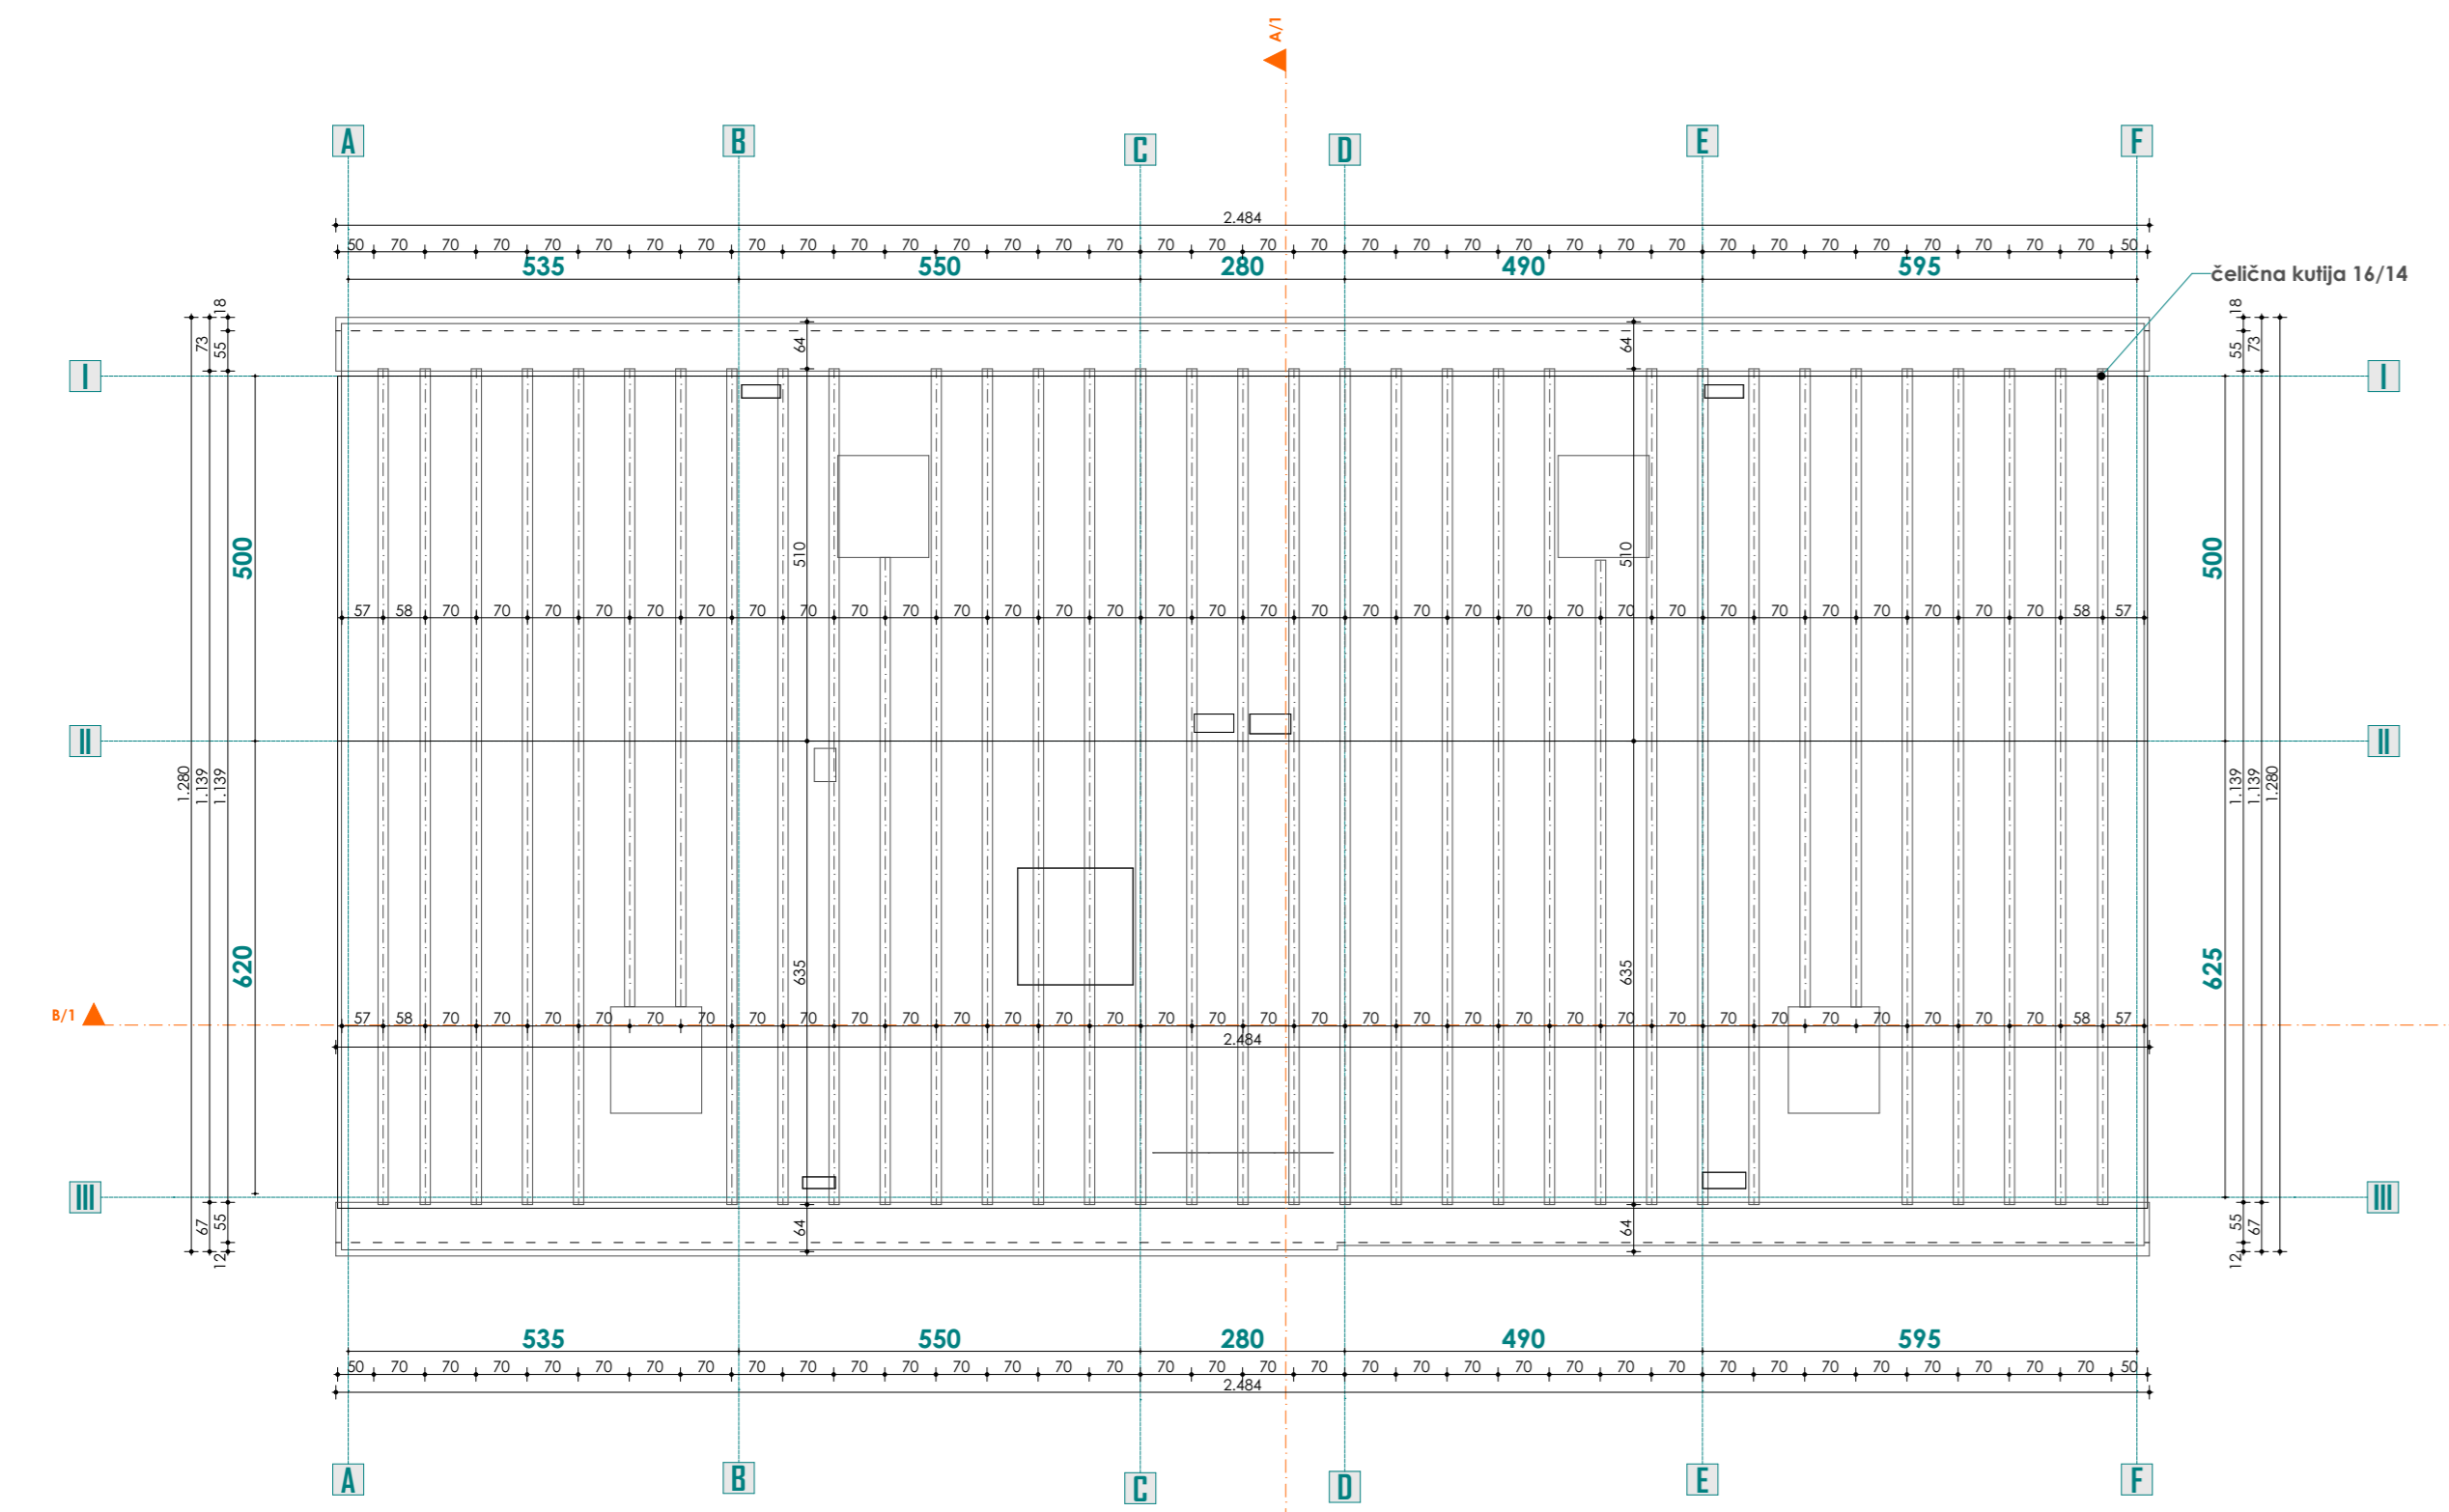 A/1
A B C D E F
2.484
50 70 70 70 70 70 70 70 70 70 70 70 70 70 70 70 70 70 70 70 70 70 70 70 70 70 70 70 70 70 70 70 70 70 70 50
535 550 280 490 595
čelična kutija 16/14
18 18
73 55 64 64 55 73
I I
500 510 510 500
57 58 70 70 70 70 70 70 70 70 70 70 70 70 70 70 70 70 70 70 70 70 70 70 70 70 70 70 70 70 70 70 70 70 58 57
II II
1.280 1.139 1.139 1.139 1.139 1.280
620 635 635 625
B/1
57 58 70 70 70 70 70 70 70 70 70 70 70 70 70 70 70 70 70 70 70 70 70 70 70 70 70 70 70 70 70 70 70 70 58 57
2.484
III III
67 55 64 64 55 67
12 12
535 550 280 490 595
50 70 70 70 70 70 70 70 70 70 70 70 70 70 70 70 70 70 70 70 70 70 70 70 70 70 70 70 70 70 70 70 70 70 70 50
2.484
A B C D E F